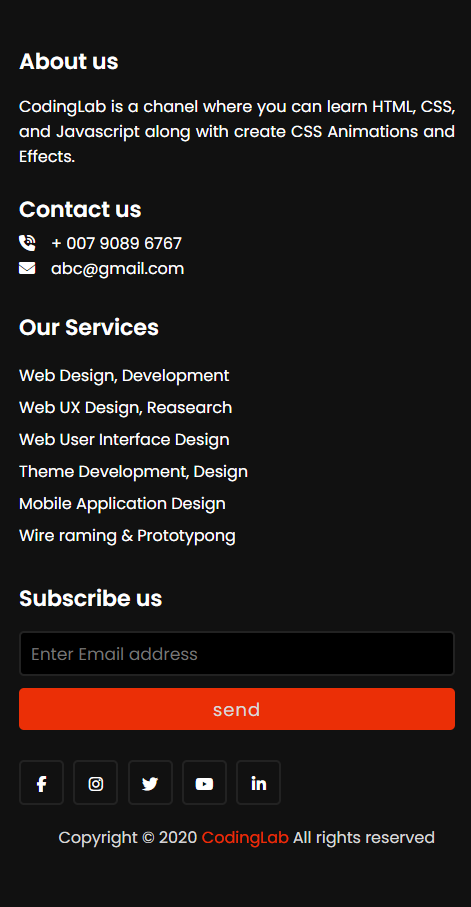 About us
CodingLab is a chanel where you can learn HTML, CSS,
and Javascript along with create CSS Animations and
Effects.
Contact us
+ 007 9089 6767
abc@gmail.com
Our Services
Web Design, Development
Web UX Design, Reasearch
Web User Interface Design
Theme Development, Design
Mobile Application Design
Wire raming & Prototypong
Subscribe us
Enter Email address
send
Copyright © 2020 CodingLab All rights reserved